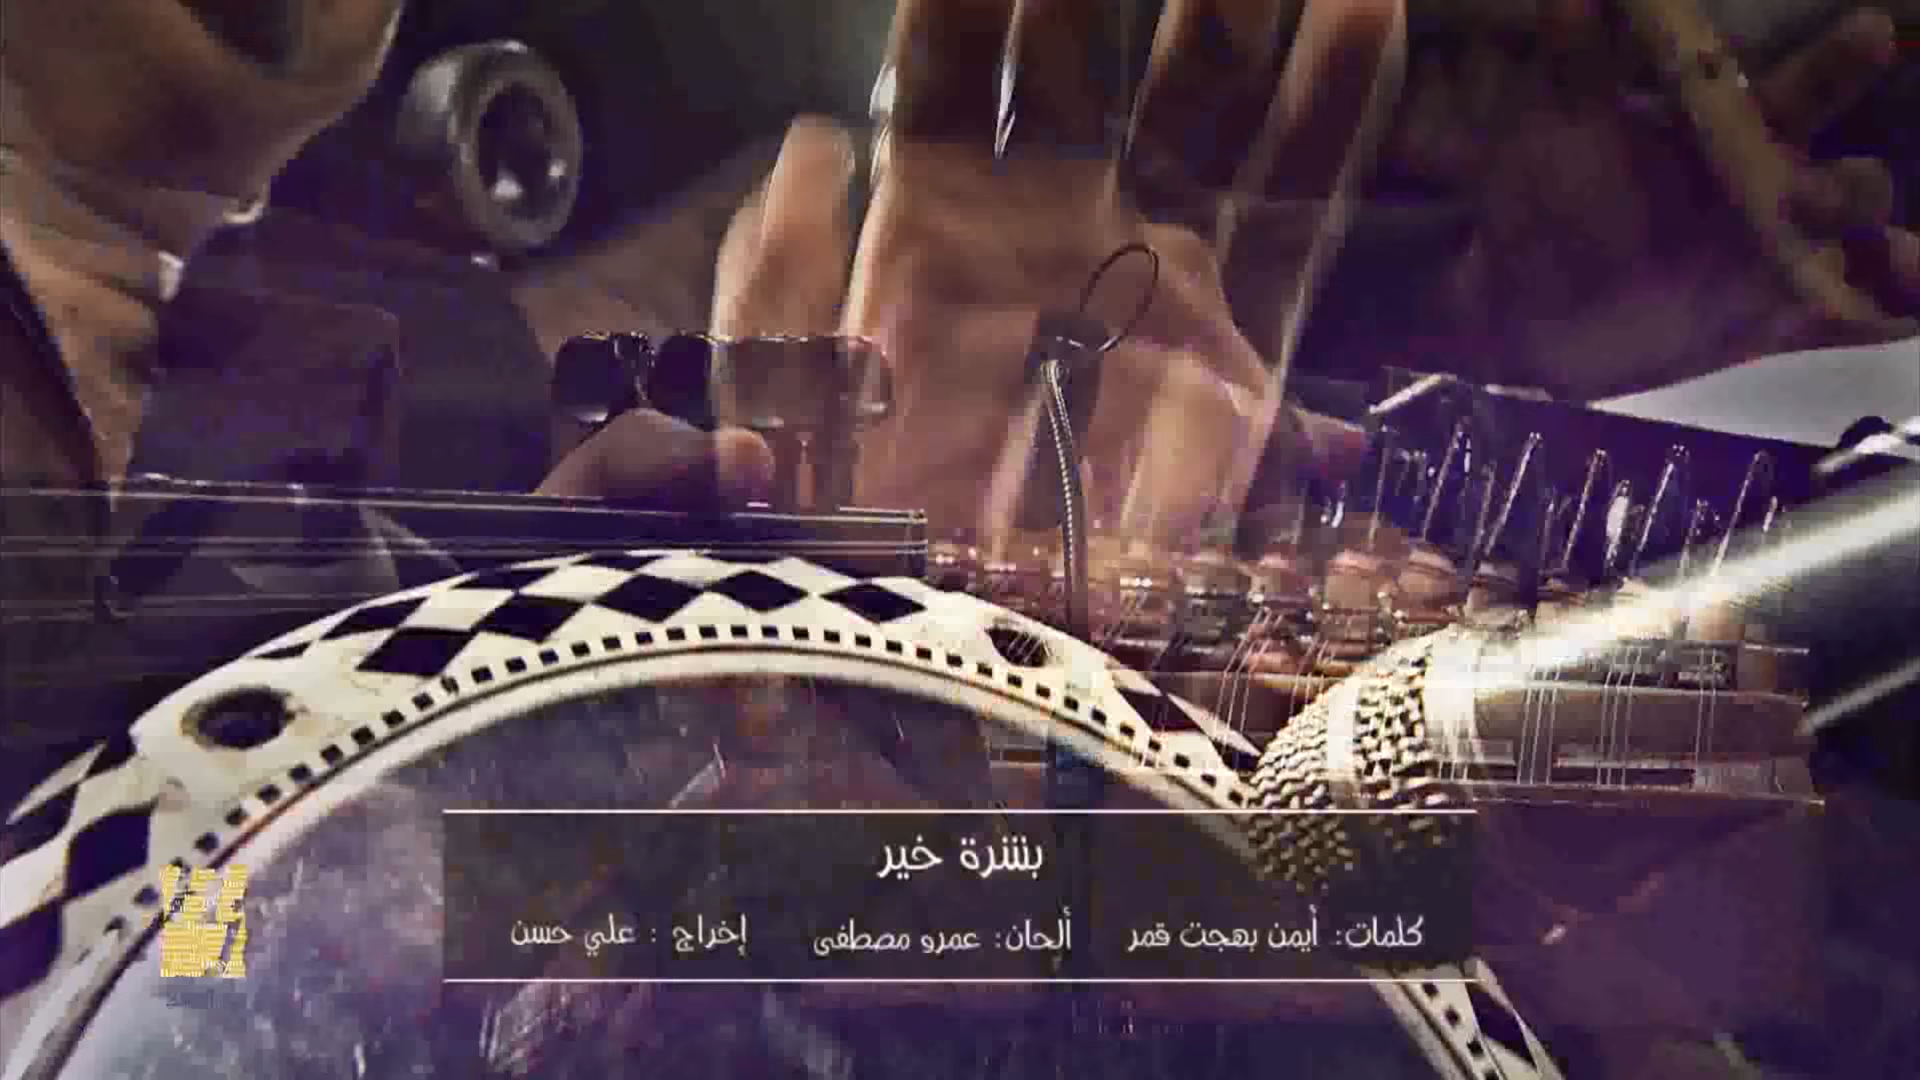 بشرة خير
كلمات: أيمن بهجت قمر ألحان: عمرو مصطفى إخراج : علي حسن